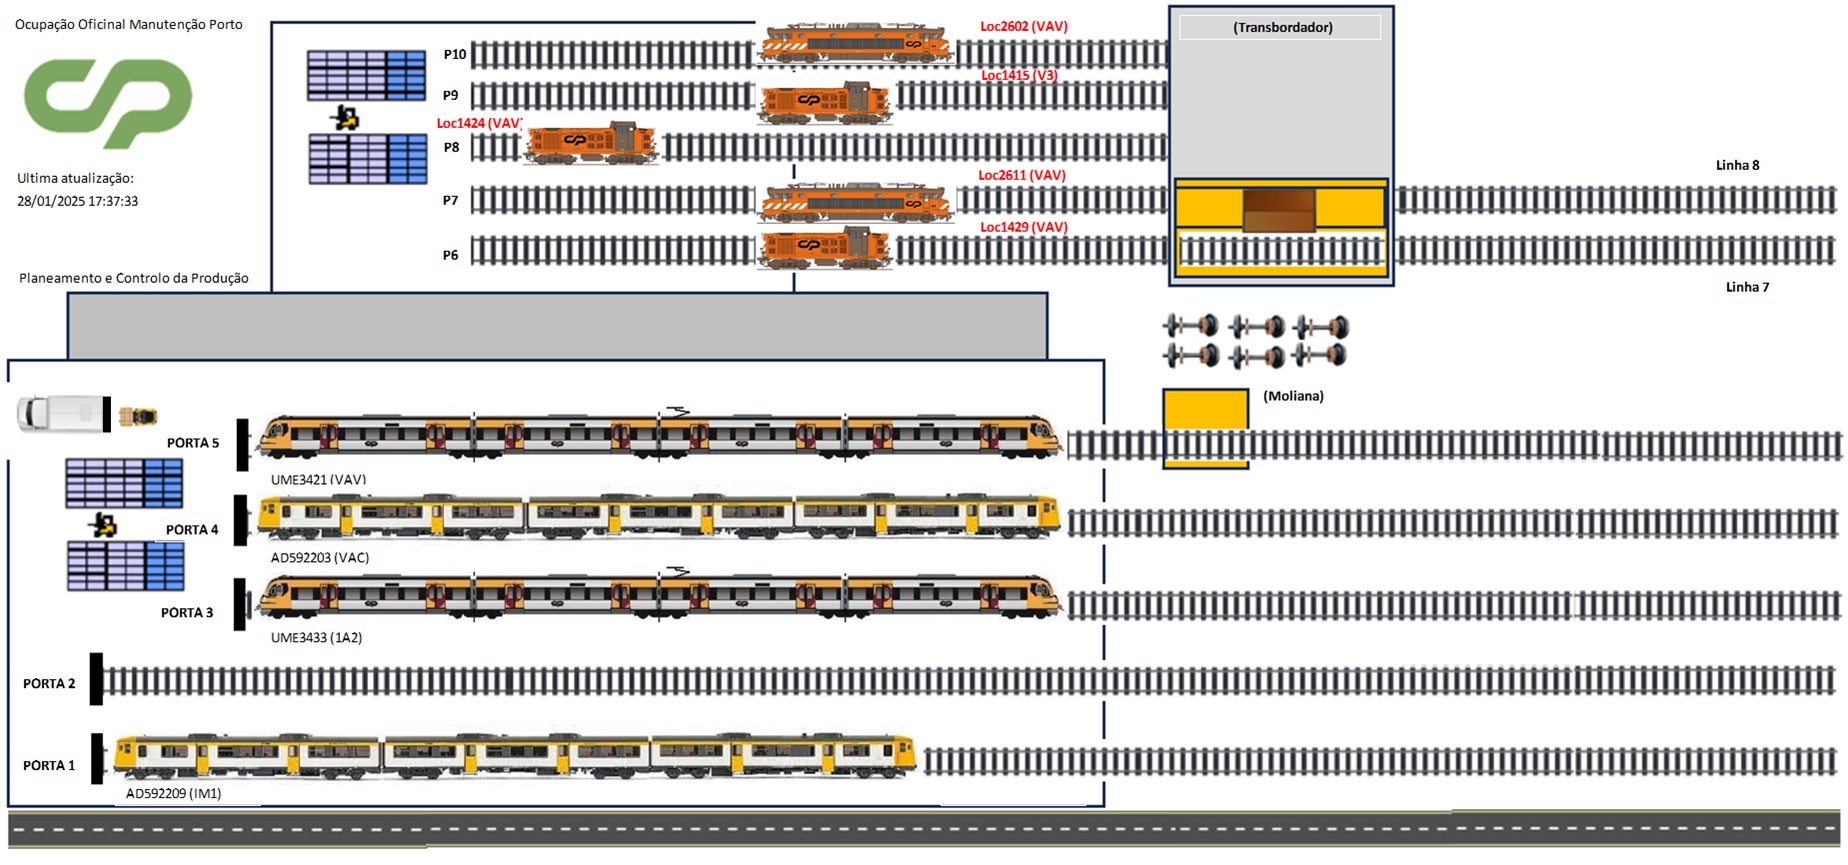 Ocupação Oficinal Manutenção Porto
CP
Ultima atualização:
28/01/2025 17:37:33
Planeamento e Controlo da Produção
P10
Loc2602 (VAV)
(Transbordador)
P9
Loc1415 (V3)
Loc1424 (VAV)
P8
P7
Loc2611 (VAV)
Linha 8
P6
Loc1429 (VAV)
Linha 7
(Moliana)
PORTA 5
UME3421 (VAV)
PORTA 4
AD592203 (VAC)
PORTA 3
UME3433 (1A2)
PORTA 2
PORTA 1
AD592209 (IM1)